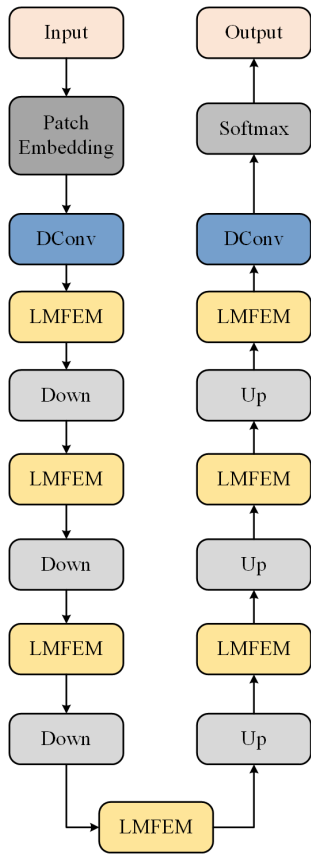 Input
Patch
Embedding
DConv
LMFEM
Down
LMFEM
Down
LMFEM
Down
LMFEM
Up
LMFEM
Up
LMFEM
Up
LMFEM
DConv
Softmax
Output